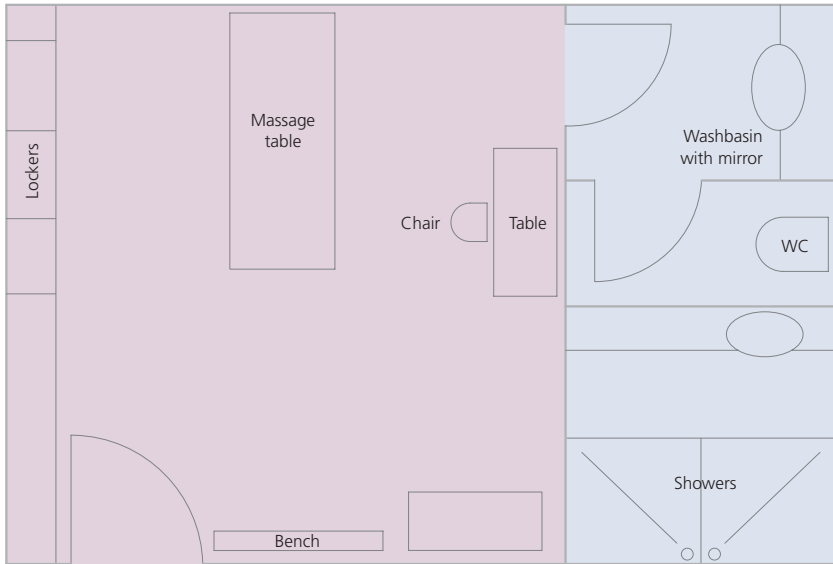 Massage
table
Lockers
Washbasin
with mirror
Chair
Table
WC
Showers
Bench